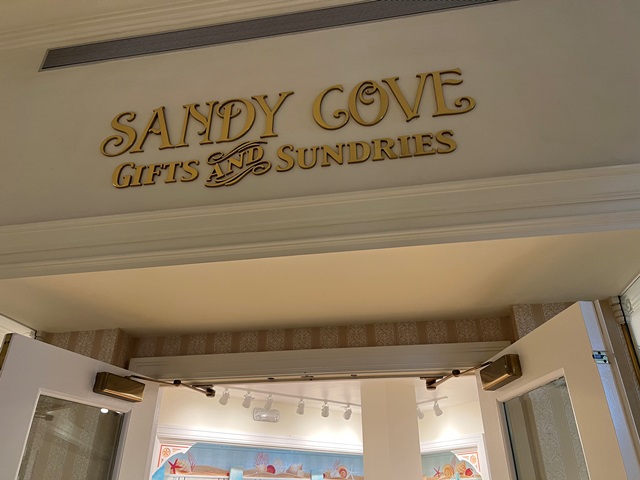 SANDY COVE
GIFTS AND SUNDRIES